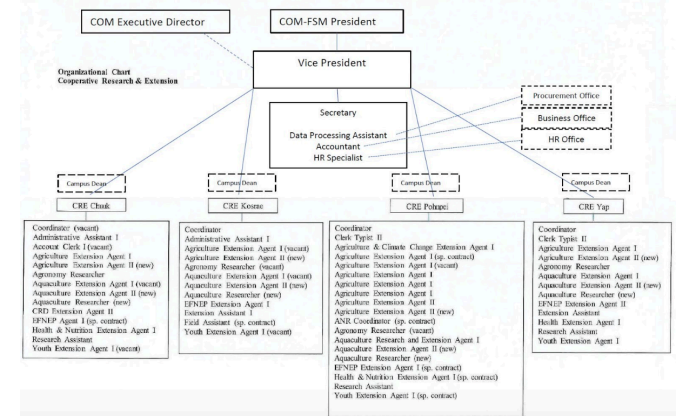 COM Executive Director
COM-FSM President
Vice President
Organizational Chart
Cooperative Research & Extension
Secretary
Data Processing Assistant
Accountant
HR Specialist
Procurement Office
Business Office
HR Office
Campus Dean
Campus Dean
Campus Dean
Campus Dean
CRE Chuuk
CRE Kosrae
CRE Pohnpei
CRE Yap
Coordinator (vacant)
Administrative Assistant I
Account Clerk I (vacant)
Agriculture Extension Agent I
Agriculture Extension Agent II (new)
Agronomy Researcher
Aquaculture Extension Agent I (vacant)
Aquaculture Extension Agent II (new)
Aquaculture Researcher (new)
CRD Extension Agent II
EFNEP Agent I (sp. contract)
Health & Nutrition Extension Agent I
Research Assistant
Youth Extension Agent I (vacant)
Coordinator
Administrative Assistant I
Agriculture Extension Agent I (vacant)
Agriculture Extension Agent II (new)
Agronomy Researcher (vacant)
Aquaculture Extension Agent I (vacant)
Aquaculture Extension Agent II (new)
Aquaculture Researcher (new)
EFNEP Extension Agent I
Extension Assistant I
Field Assistant (sp. contract)
Youth Extension Agent I (vacant)
Coordinator
Clerk Typist II
Agriculture & Climate Change Extension Agent I
Agriculture Extension Agent I (sp. contract)
Agriculture Extension Agent I (vacant)
Agriculture Extension Agent I
Agriculture Extension Agent I
Agriculture Extension Agent I
Agriculture Extension Agent II
Agriculture Extension Agent II (new)
ANR Coordinator (sp. contract)
Agronomy Researcher (vacant)
Aquaculture Research and Extension Agent I
Aquaculture Extension Agent II (new)
Aquaculture Researcher (new)
EFNEP Extension Agent I (sp. contract)
Health & Nutrition Extension Agent I (sp. contract)
Research Assistant
Youth Extension Agent I (sp. contract)
Coordinator
Clerk Typist II
Agriculture Extension Agent I
Agriculture Extension Agent II (new)
Agronomy Researcher
Aquaculture Extension Agent I
Aquaculture Extension Agent II (new)
Aquaculture Researcher (new)
EFNEP Extension Agent II
Extension Assistant
Health Extension Agent I
Research Assistant
Youth Extension Agent I